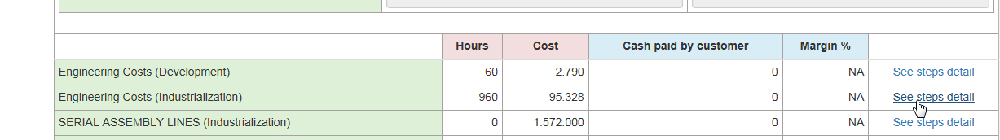 Hours Cost Cash paid by customer Margin %
Engineering Costs (Development) 60 2.790 0 NA See steps detail
Engineering Costs (Industrialization) 960 95.328 0 NA See steps detail
SERIAL ASSEMBLY LINES (Industrialization) 0 1.572.000 0 NA See steps detail